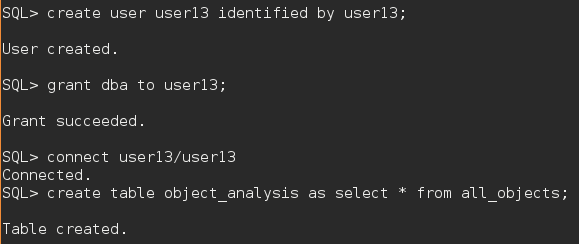 SQL> create user user13 identified by user13;
User created.
SQL> grant dba to user13;
Grant succeeded.
SQL> connect user13/user13
Connected.
SQL> create table object_analysis as select * from all_objects;
Table created.